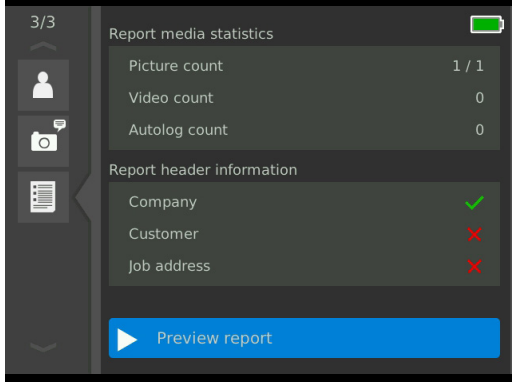 3/3
Report media statistics
Picture count 1 / 1
Video count 0
Autolog count 0
Report header information
Company
Customer
Job address
Preview report